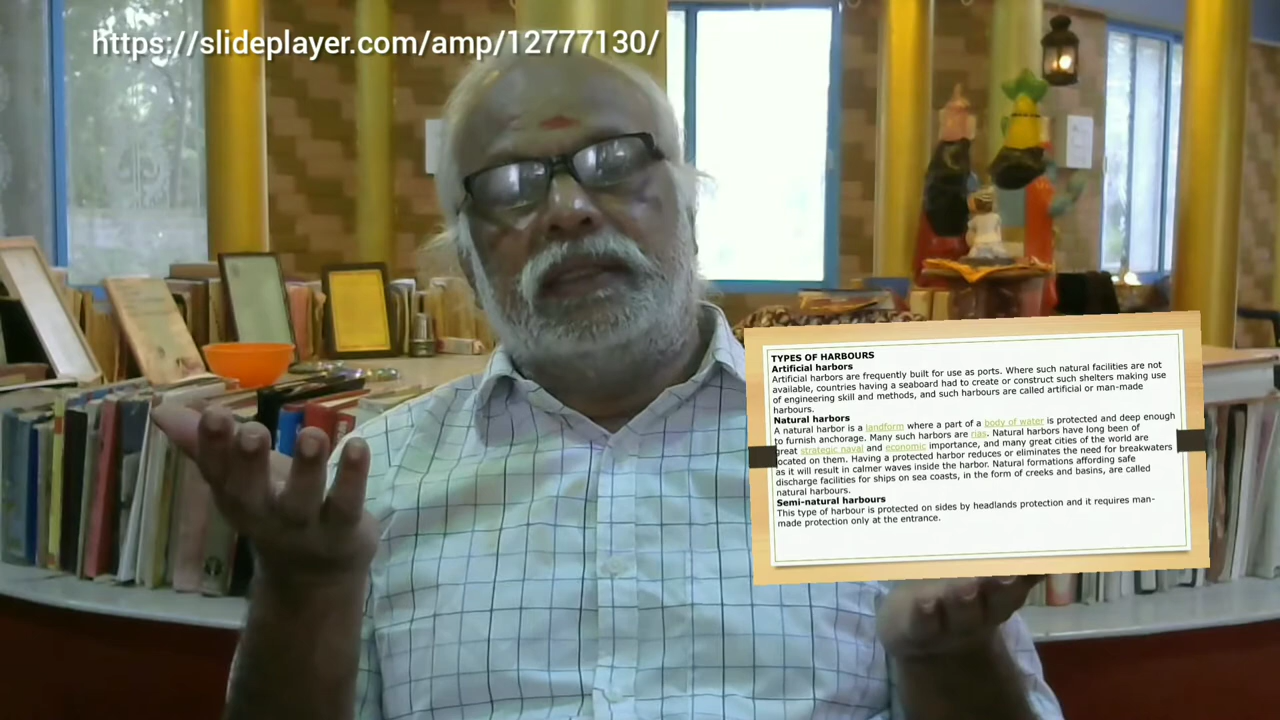 https://slideplayer.com/amp/12777130/
TYPES OF HARBOURS
Artificial harbors
Artificial harbors are frequently built for use as ports. Where such natural facilities are not
available, countries having a seaboard had to create or construct such shelters making use
of engineering skill and methods, and such harbours are called artificial or man-made
harbours.
Natural harbors
A natural harbor is a landform where a part of a body of water is protected and deep enough
to furnish anchorage. Many such harbors are rias. Natural harbors have long been of
great strategic naval and economic importance, and many great cities of the world are
located on them. Having a protected harbor reduces or eliminates the need for breakwaters
as it will result in calmer waves inside the harbor. Natural formations affording safe
discharge facilities for ships on sea coasts, in the form of creeks and basins, are called
natural harbours.
Semi-natural harbours
This type of harbour is protected on sides by headlands protection and it requires man-
made protection only at the entrance.